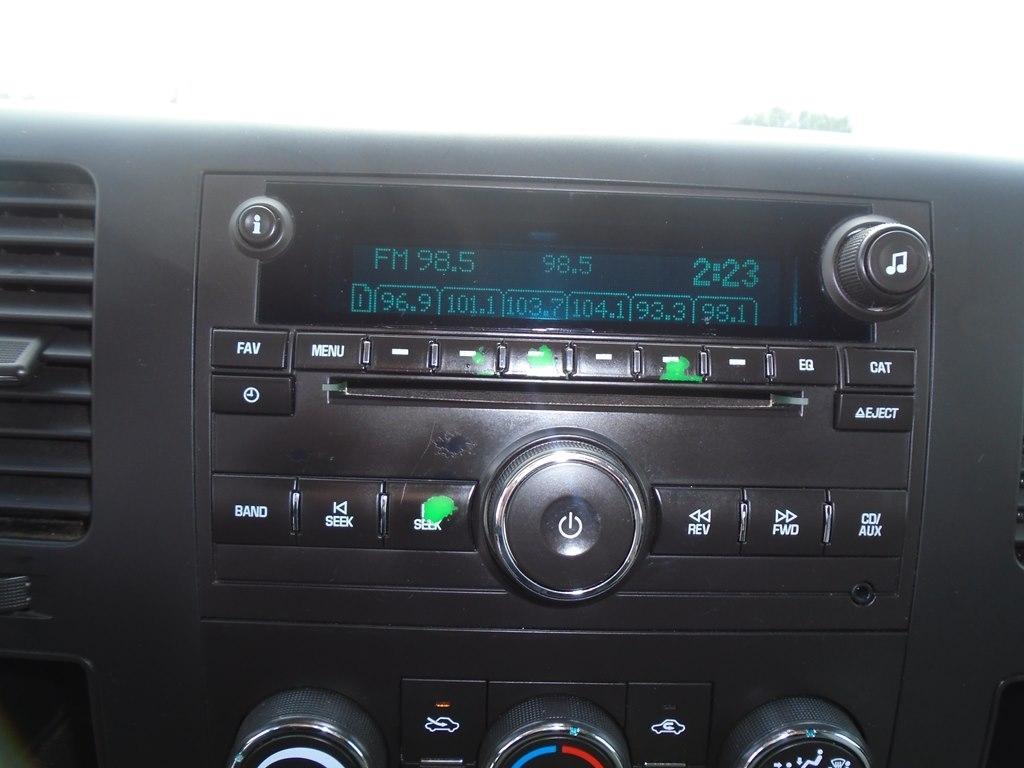 i
FM 98.5 98.5 2:23
1 96.9 101.1 103.7 104.1 93.3 98.1
FAV MENU EQ CAT
EJECT
BAND SEEK SEEK REV FWD CD/
AUX